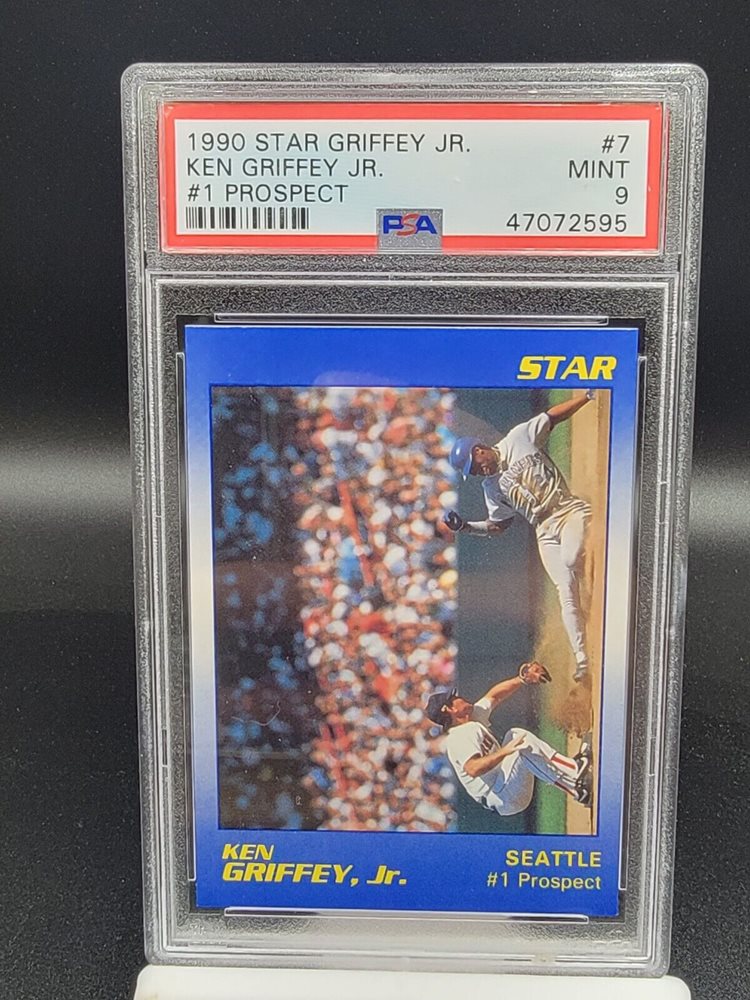 1990 STAR GRIFFEY JR. #7
KEN GRIFFEY JR. MINT
#1 PROSPECT 9
PSA 47072595
STAR
KEN
GRIFFEY, Jr.
SEATTLE
#1 Prospect